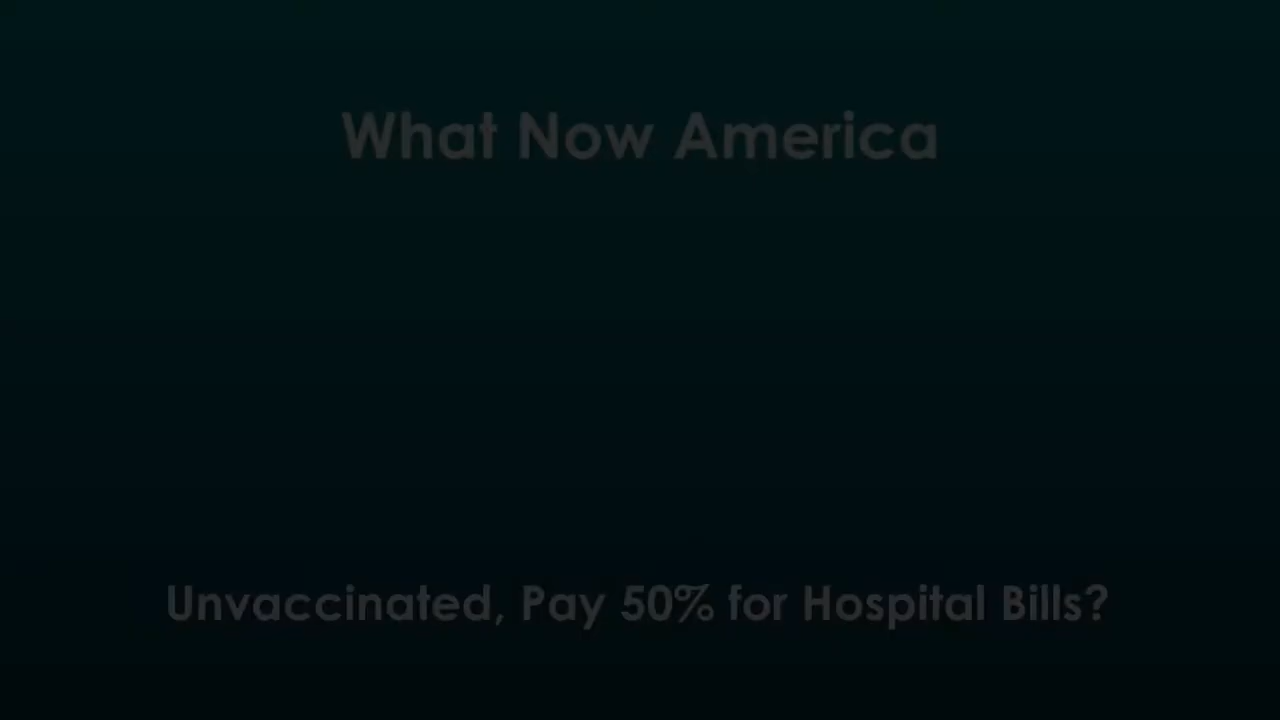 What Now America
Unvaccinated, Pay 50% for Hospital Bills?